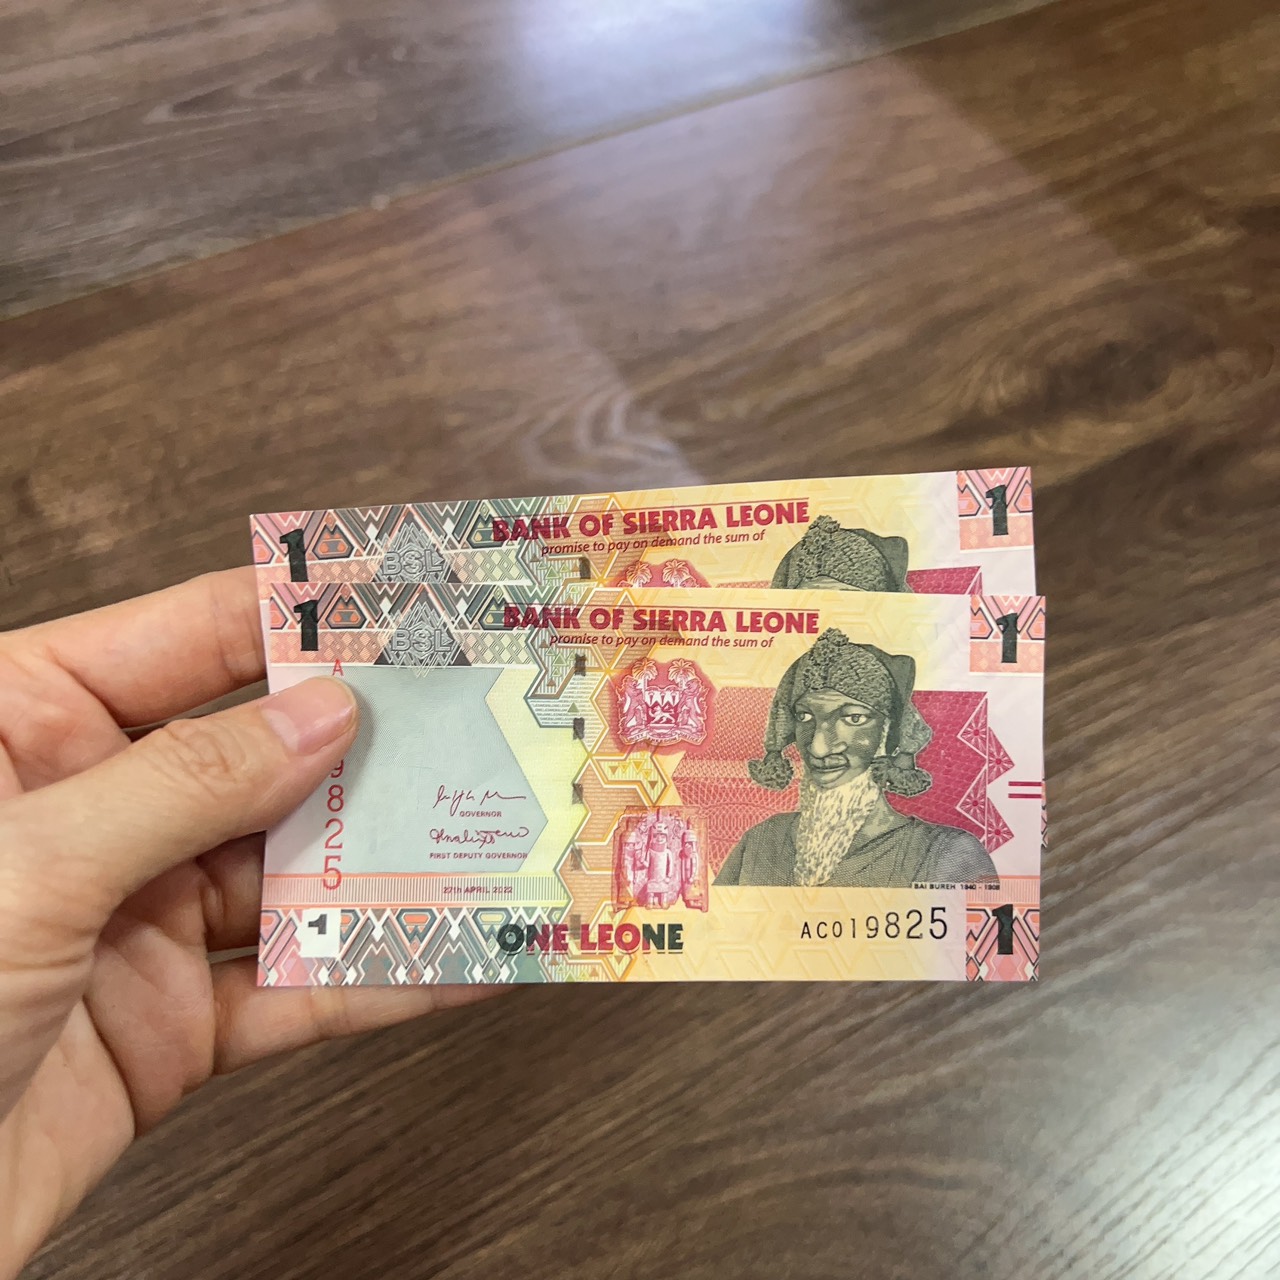 1
BSL
BANK OF SIERRA LEONE
promise to pay on demand the sum of
1
1
BSL
BANK OF SIERRA LEONE
promise to pay on demand the sum of
1
A
9825
GOVERNOR
FIRST DEPUTY GOVERNOR
27th APRIL 2022
BAI BUREH 1840 - 1908
1
ONE LEONE
AC019825
1